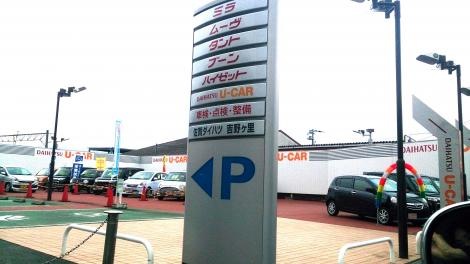 ミラ
ムーヴ
タント
ブーン
ハイゼット
DAIHATSU U-CAR
車検・点検・整備
佐賀ダイハツ 吉野ヶ里
P
DAIHATSU U-CAR
DAIHATSU U-CAR
U-CAR
DAIHATSU U-CAR